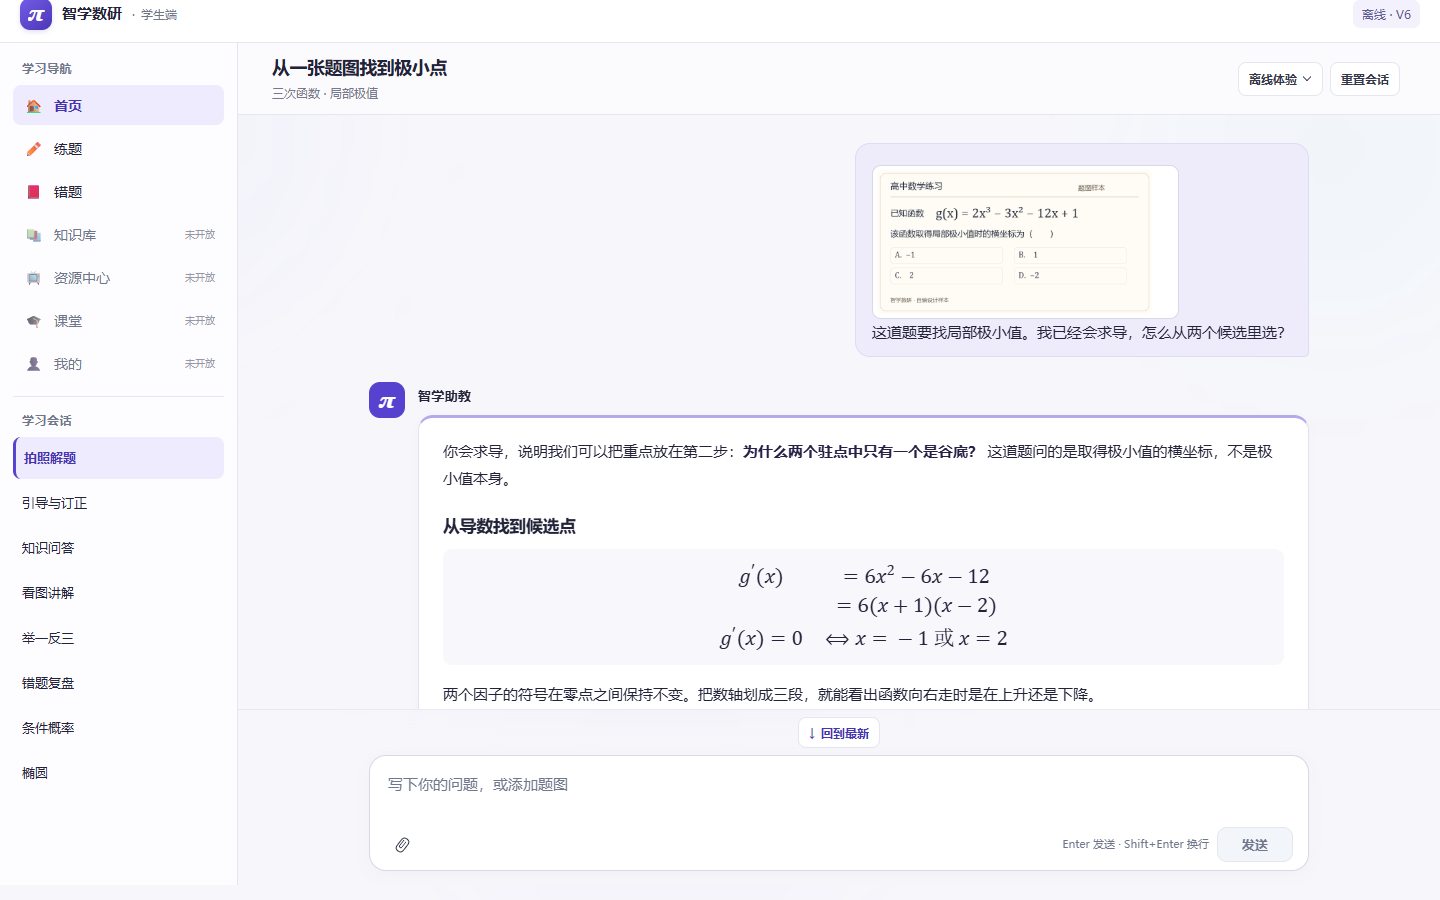 π 智学数研 · 学生端
离线 · V6
学习导航
首页
练题
错题
知识库 未开放
资源中心 未开放
课堂 未开放
我的 未开放
学习会话
拍照解题
引导与订正
知识问答
看图讲解
举一反三
错题复盘
条件概率
椭圆
从一张题图找到极小点
三次函数 · 局部极值
离线体验
重置会话
高中数学练习 题图样本
已知函数 g(x) = 2x³ − 3x² − 12x + 1
该函数取得局部极小值时的横坐标为（ ）
A. −1 B. 1
C. 2 D. −2
智学数研 · 自编设计样本
这道题要找局部极小值。我已经会求导，怎么从两个候选里选？
π 智学助教
你会求导，说明我们可以把重点放在第二步：为什么两个驻点中只有一个是谷底？ 这道题问的是取得极小值的横坐标，不是极
小值本身。
从导数找到候选点
g′(x) = 6x² − 6x − 12
= 6(x + 1)(x − 2)
g′(x) = 0 ⟺ x = −1 或 x = 2
两个因子的符号在零点之间保持不变。把数轴划成三段，就能看出函数向右走时是在上升还是下降。
↓ 回到最新
写下你的问题，或添加题图
Enter 发送 · Shift+Enter 换行
发送